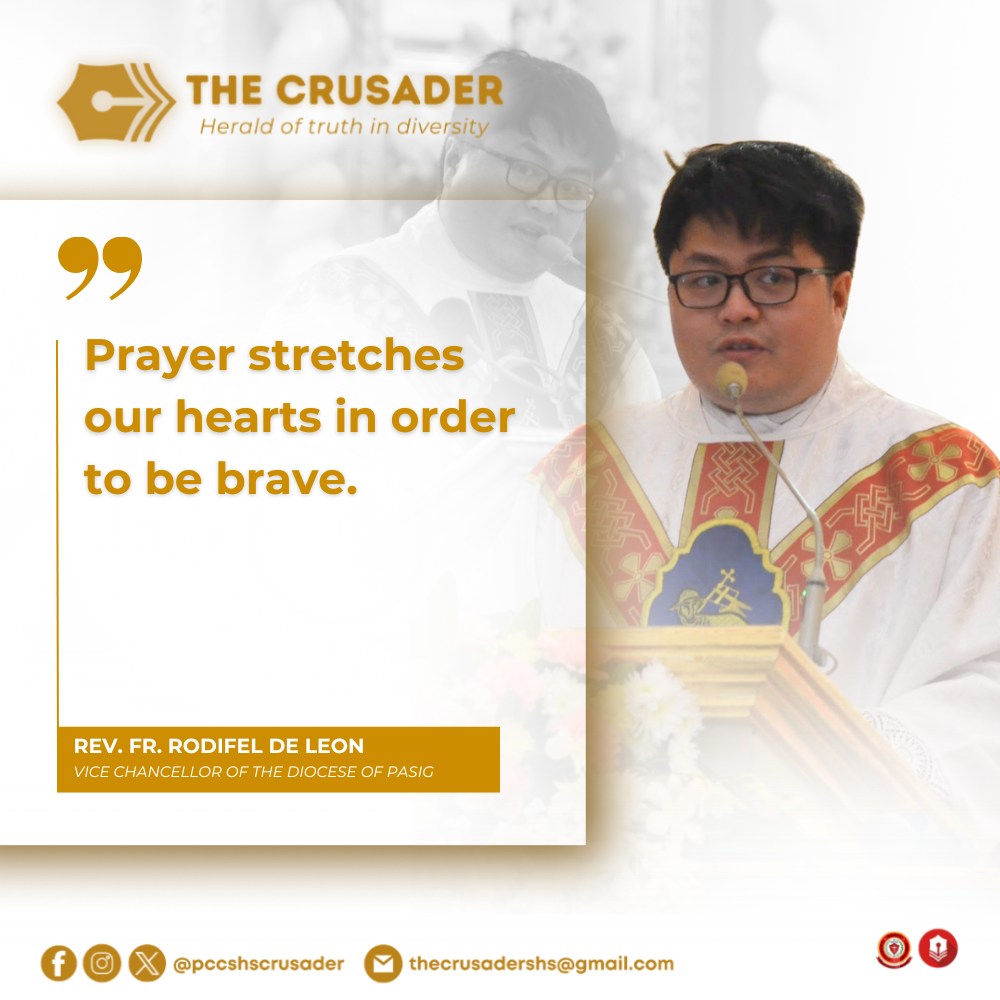 THE CRUSADER
Herald of truth in diversity
”
Prayer stretches
our hearts in order
to be brave.
REV. FR. RODIFEL DE LEON
VICE CHANCELLOR OF THE DIOCESE OF PASIG
@pccshscrusader
thecrusadershs@gmail.com